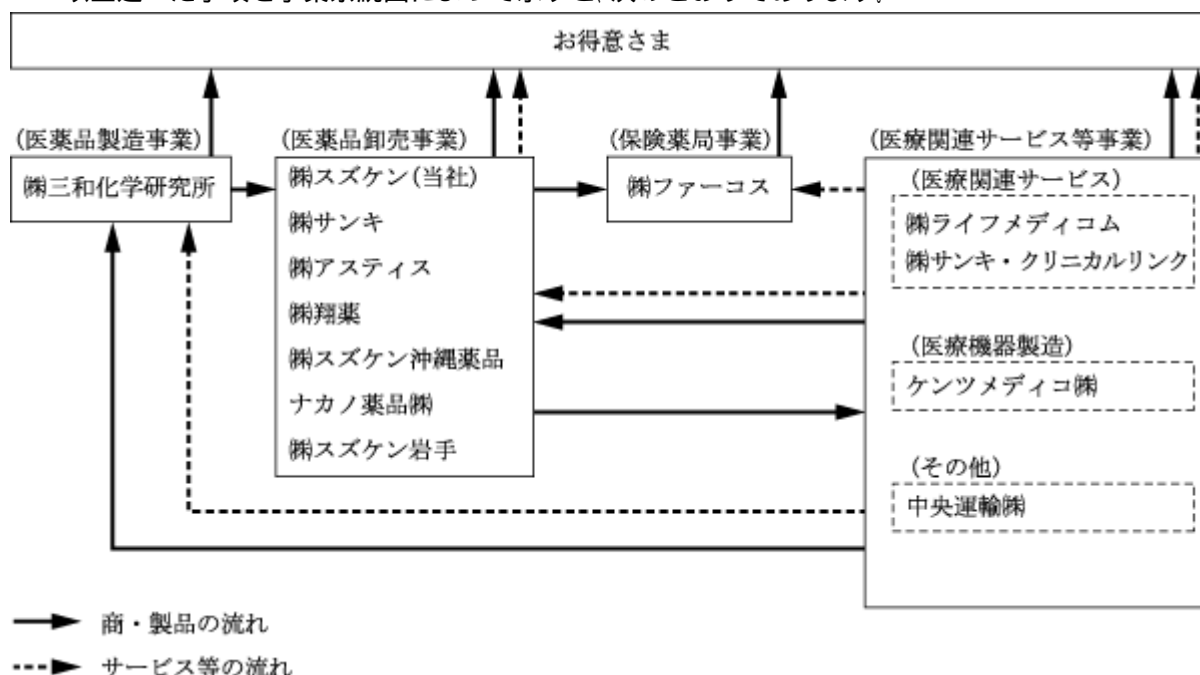 お得意さま
(医薬品製造事業)
㈱三和化学研究所
(医薬品卸売事業)
㈱スズケン(当社)
㈱サンキ
㈱アスティス
㈱翔薬
㈱スズケン沖縄薬品
ナカノ薬品㈱
㈱スズケン岩手
(保険薬局事業)
㈱ファーコス
(医療関連サービス等事業)
(医療関連サービス)
㈱ライフメディコム
㈱サンキ・クリニカルリンク
(医療機器製造)
ケンツメディコ㈱
(その他)
中央運輸㈱
商・製品の流れ
サービス等の流れ